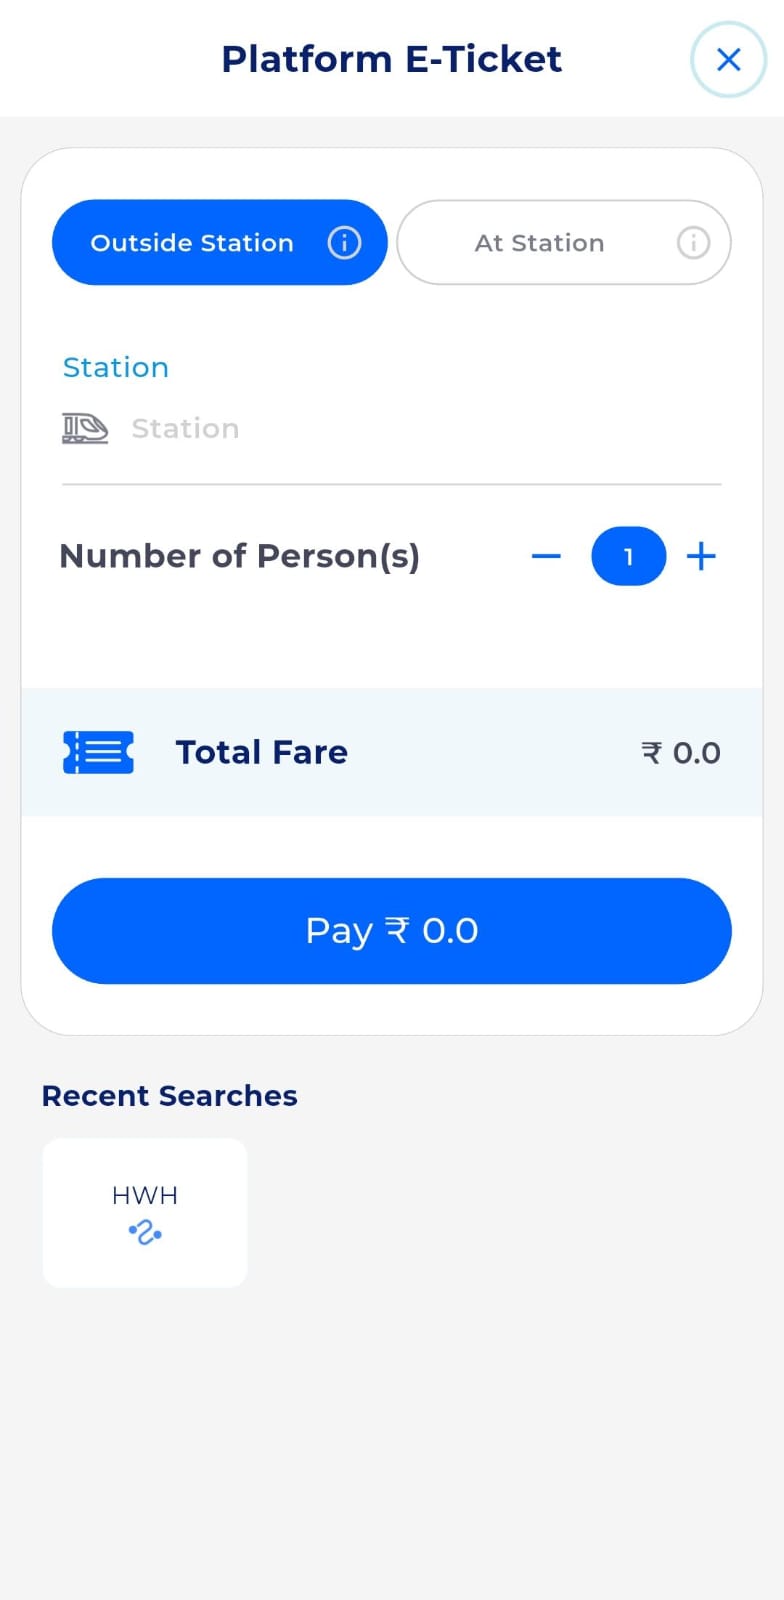 Platform E-Ticket
Outside Station
At Station
Station
Station
Number of Person(s)
1
Total Fare
₹ 0.0
Pay ₹ 0.0
Recent Searches
HWH